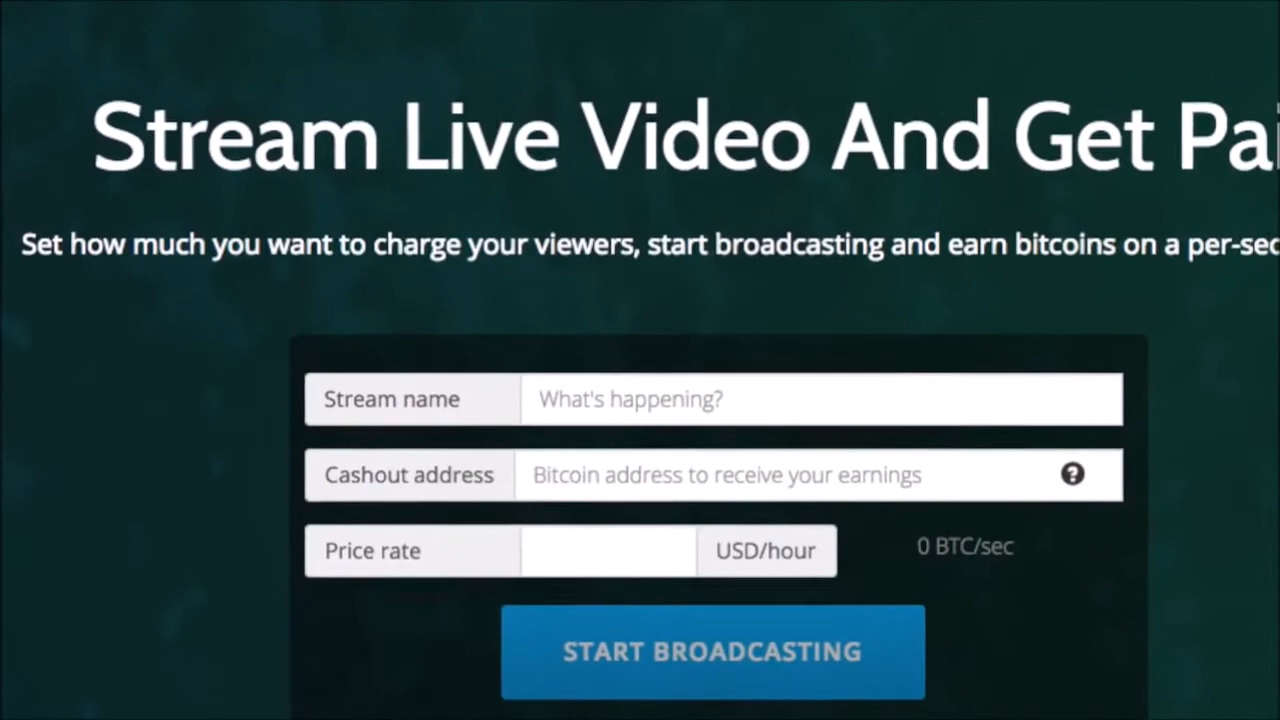 Stream Live Video And Get Pai
Set how much you want to charge your viewers, start broadcasting and earn bitcoins on a per-sec
Stream name What's happening?
Cashout address Bitcoin address to receive your earnings ?
Price rate USD/hour 0 BTC/sec
START BROADCASTING